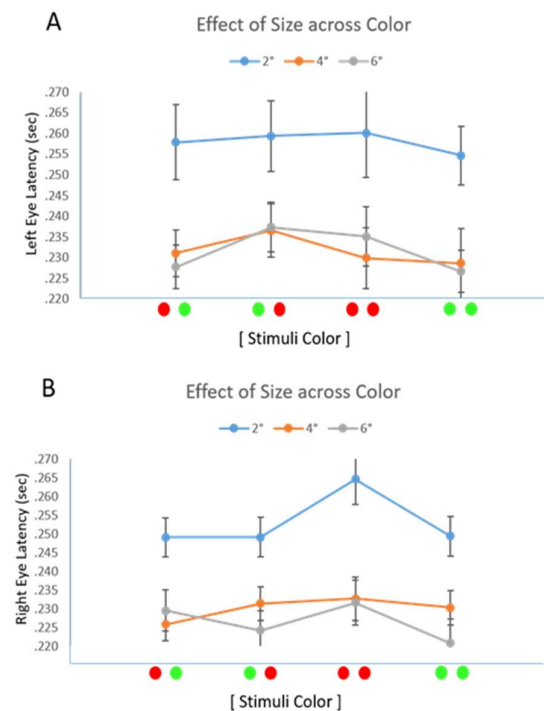 A
Effect of Size across Color
2° 4° 6°
Left Eye Latency (sec)
.270
.265
.260
.255
.250
.245
.240
.235
.230
.225
.220
[ Stimuli Color ]
B
Effect of Size across Color
2° 4° 6°
Right Eye Latency (sec)
.270
.265
.260
.255
.250
.245
.240
.235
.230
.225
.220
[ Stimuli Color ]